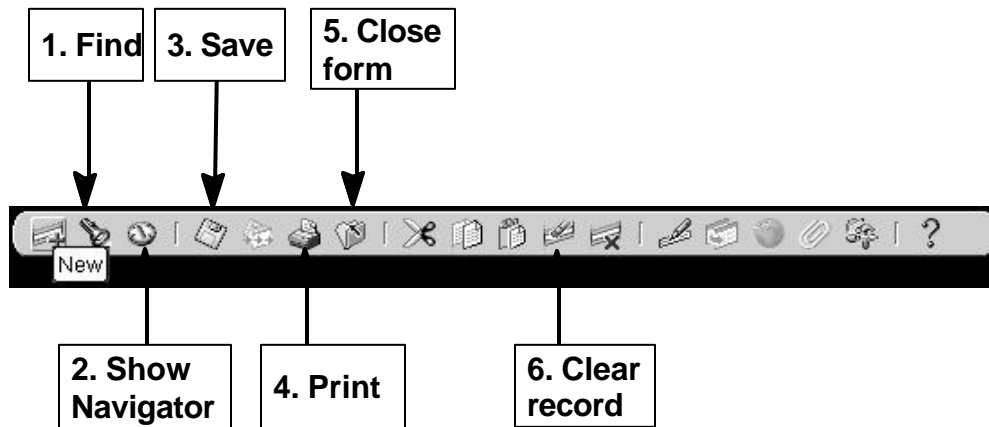 1. Find
3. Save
5. Close
form
New
2. Show
Navigator
4. Print
6. Clear
record